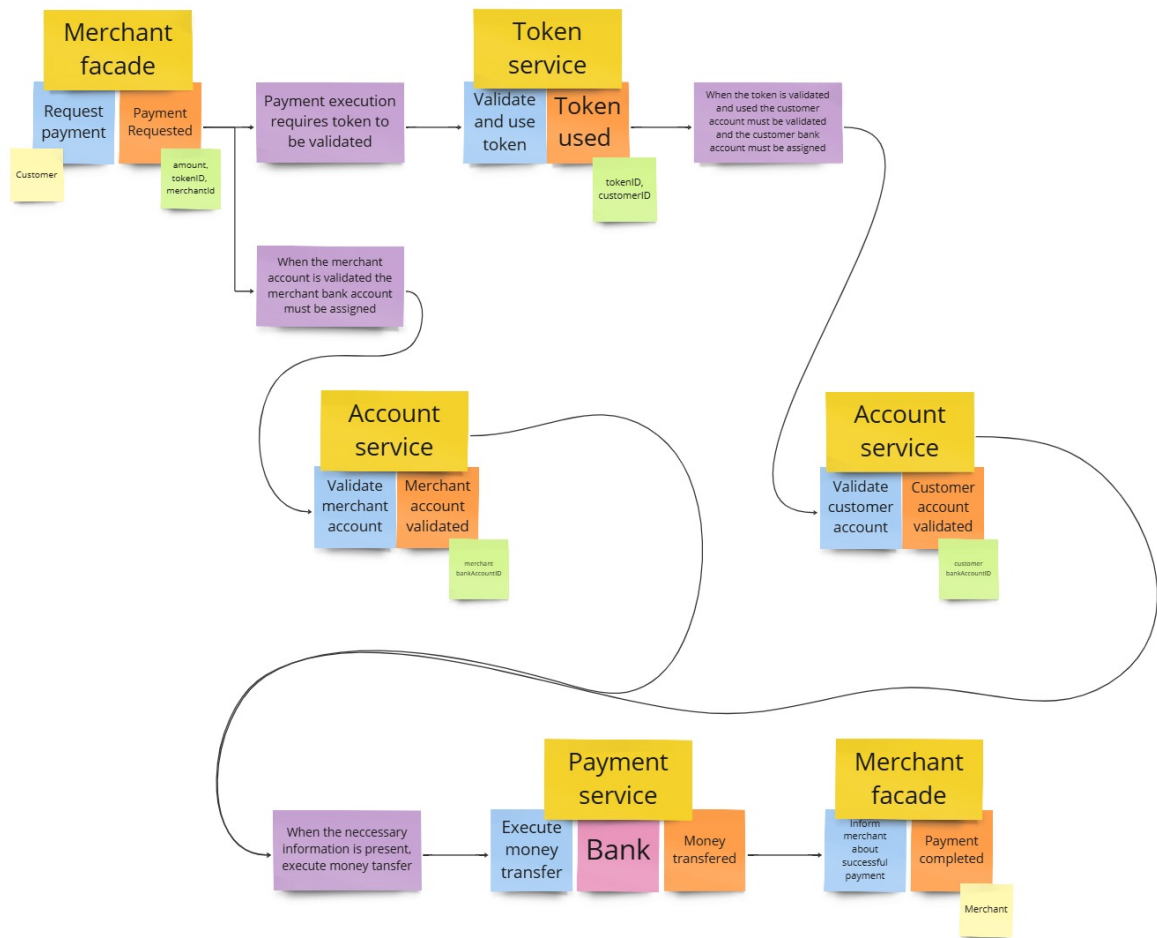 Merchant
facade
Request
payment
Payment
Requested
Customer
amount,
tokenID,
merchantId
Payment execution
requires token to
be validated
Token
service
Validate
and use
token
Token
used
tokenID,
customerID
When the token is validated
and used the customer
account must be validated
and the customer bank
account must be assigned
When the merchant
account is validated the
merchant bank account
must be assigned
Account
service
Validate
merchant
account
Merchant
account
validated
merchant
bankAccountID
Account
service
Validate
customer
account
Customer
account
validated
customer
bankAccountID
When the neccessary
information is present,
execute money tansfer
Payment
service
Execute
money
transfer
Bank
Money
transfered
Merchant
facade
Inform
merchant
about
successful
payment
Payment
completed
Merchant